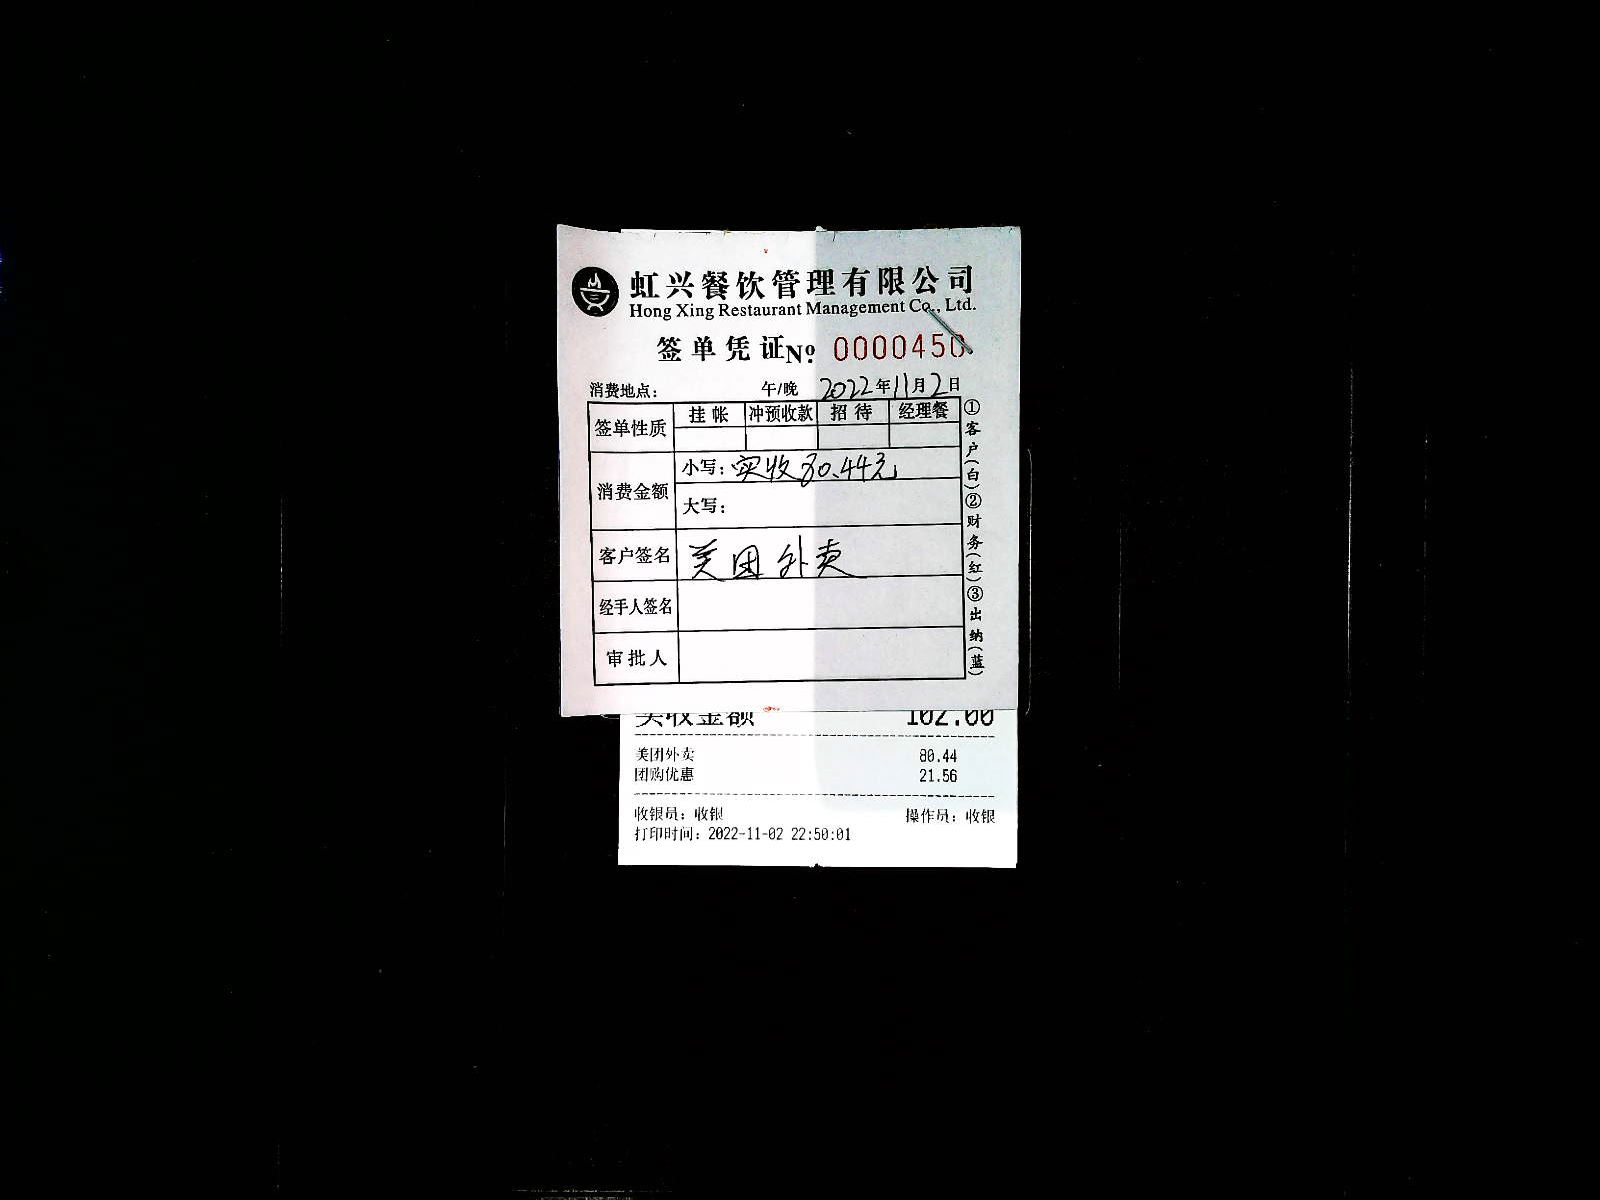 虹兴餐饮管理有限公司
Hong Xing Restaurant Management Co., Ltd.
签单凭证 No: 0000450
消费地点: 午/晚 2022年11月2日
签单性质 挂帐 冲预收款 招待 经理餐
消费金额 小写: 实收80.44元
大写:
客户签名 美团外卖
经手人签名
审批人
①客户(白)②财务(红)③出纳(蓝)
实收金额 102.00
美团外卖 80.44
团购优惠 21.56
收银员: 收银 操作员: 收银
打印时间: 2022-11-02 22:50:01